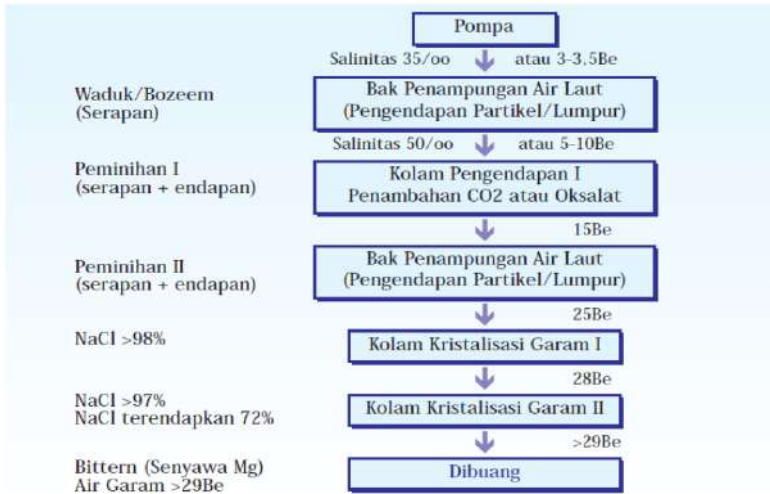 Pompa
Salinitas 35/oo atau 3-3,5Be
Waduk/Bozeem
(Serapan)
Bak Penampungan Air Laut
(Pengendapan Partikel/Lumpur)
Salinitas 50/oo atau 5-10Be
Peminihan I
(serapan + endapan)
Kolam Pengendapan I
Penambahan CO2 atau Oksalat
15Be
Peminihan II
(serapan + endapan)
Bak Penampungan Air Laut
(Pengendapan Partikel/Lumpur)
25Be
NaCl >98%
Kolam Kristalisasi Garam I
28Be
NaCl >97%
NaCl terendapkan 72%
Kolam Kristalisasi Garam II
>29Be
Bittern (Senyawa Mg)
Air Garam >29Be
Dibuang